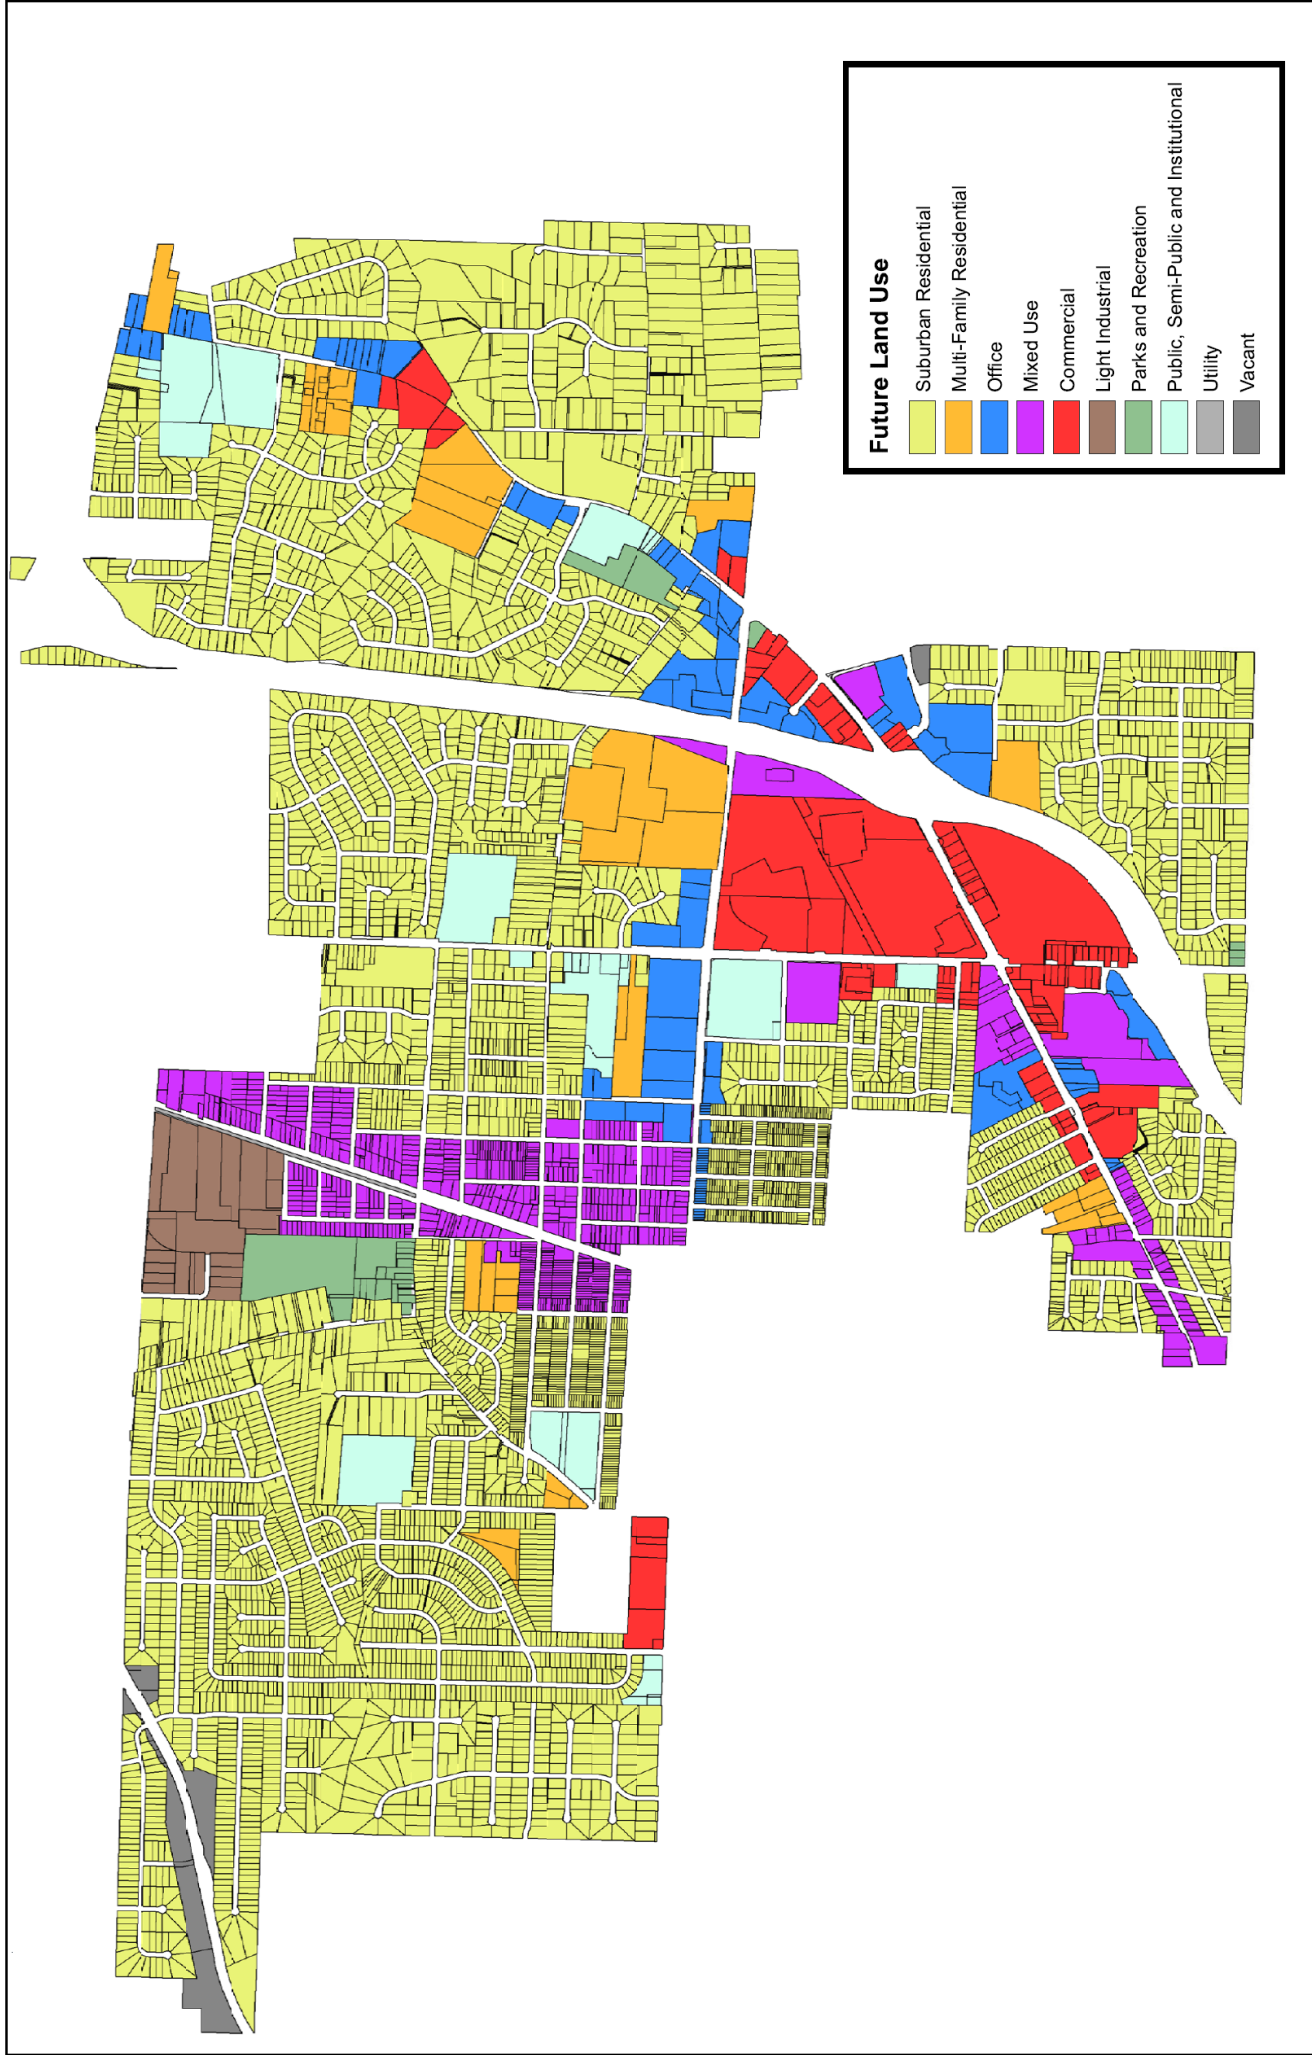 Future Land Use
Suburban Residential
Multi-Family Residential
Office
Mixed Use
Commercial
Light Industrial
Parks and Recreation
Public, Semi-Public and Institutional
Utility
Vacant